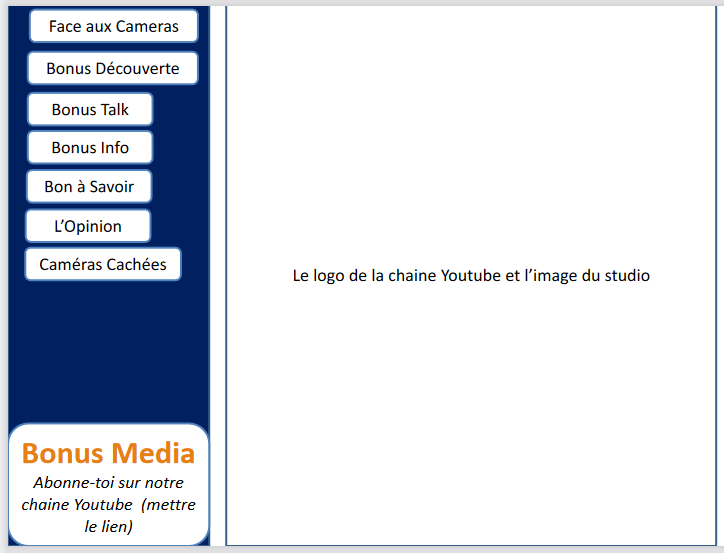 Face aux Cameras
Bonus Découverte
Bonus Talk
Bonus Info
Bon à Savoir
L’Opinion
Caméras Cachées
Le logo de la chaine Youtube et l’image du studio
Bonus Media
Abonne-toi sur notre
chaine Youtube (mettre
le lien)